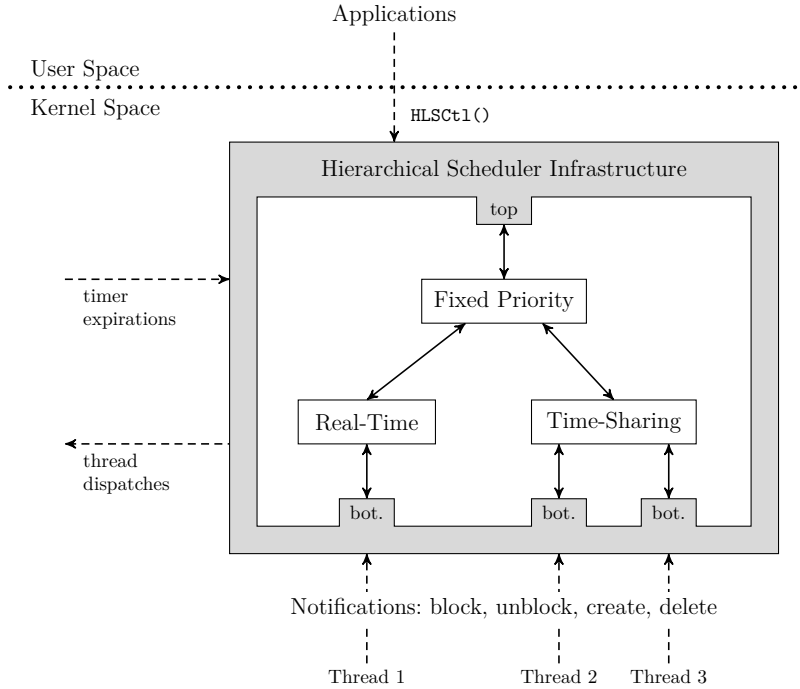 Applications
User Space
Kernel Space
HLSCtl()
Hierarchical Scheduler Infrastructure
top
timer
expirations
Fixed Priority
Real-Time
Time-Sharing
thread
dispatches
bot.
bot.
bot.
Notifications: block, unblock, create, delete
Thread 1
Thread 2
Thread 3